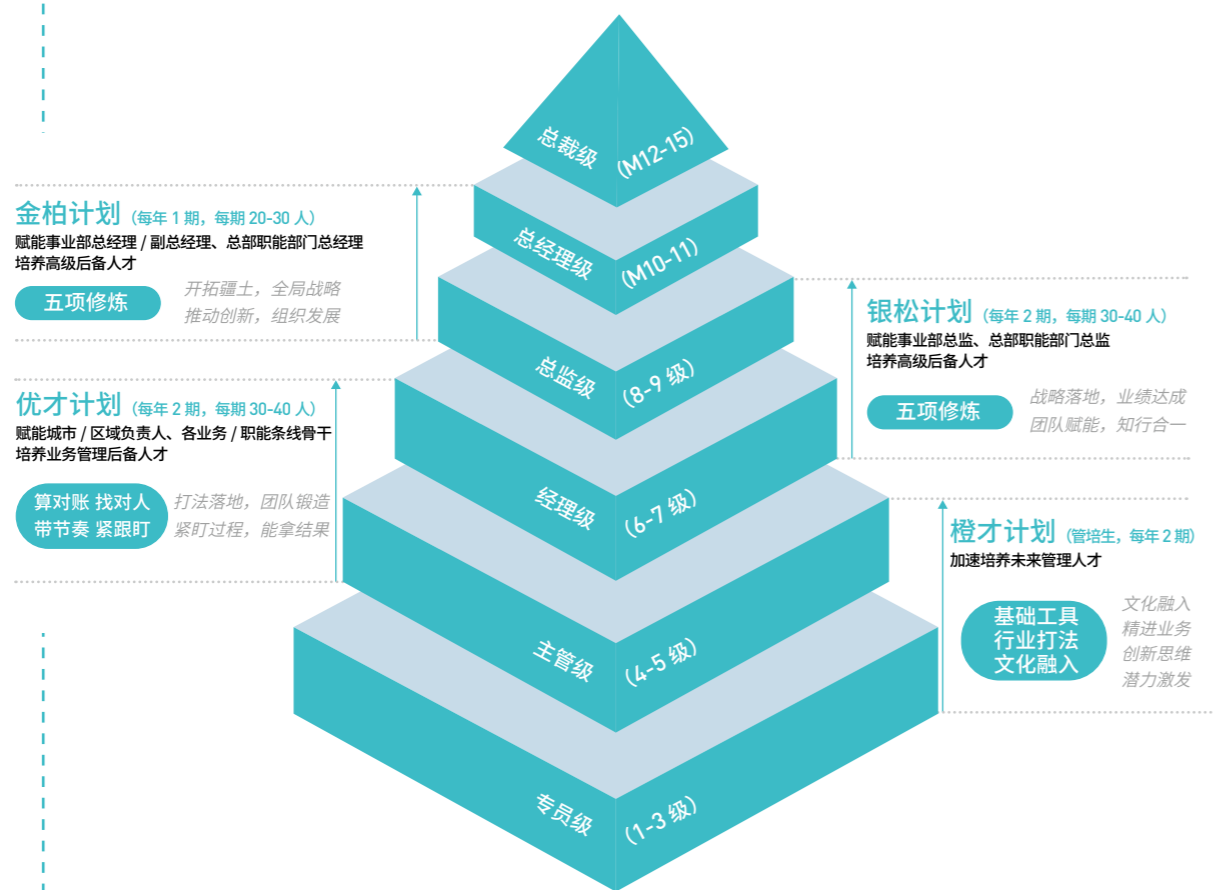 总裁级 (M12-15)
金柏计划 (每年 1 期，每期 20-30 人)
赋能事业部总经理 / 副总经理、总部职能部门总经理
培养高级后备人才
五项修炼
开拓疆土，全局战略
推动创新，组织发展
总经理级 (M10-11)
银松计划 (每年 2 期，每期 30-40 人)
赋能事业部总监、总部职能部门总监
培养高级后备人才
五项修炼
战略落地，业绩达成
团队赋能，知行合一
总监级 (8-9 级)
优才计划 (每年 2 期，每期 30-40 人)
赋能城市 / 区域负责人、各业务 / 职能条线骨干
培养业务管理后备人才
算对账 找对人
带节奏 紧跟盯
打法落地，团队锻造
紧盯过程，能拿结果
经理级 (6-7 级)
橙才计划 (管培生，每年 2 期)
加速培养未来管理人才
基础工具
行业打法
文化融入
文化融入
精进业务
创新思维
潜力激发
主管级 (4-5 级)
专员级 (1-3 级)